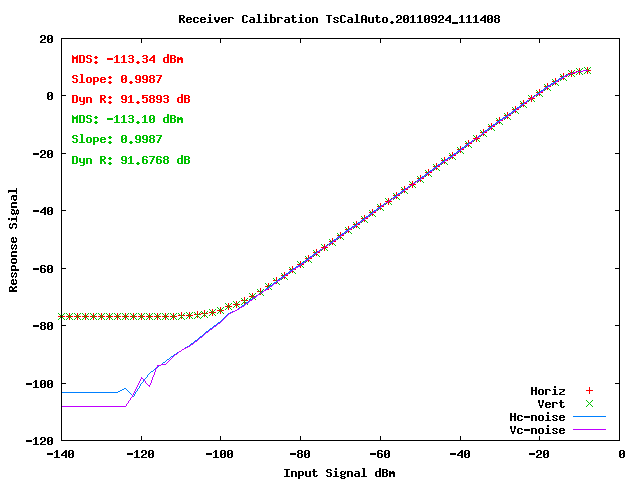 Receiver Calibration TsCalAuto.20110924_111408
20
MDS: -113.34 dBm
Slope: 0.9987
Dyn R: 91.5893 dB
MDS: -113.10 dBm
Slope: 0.9987
Dyn R: 91.6768 dB
0
-20
-40
-60
-80
-100
-120
Response Signal
Horiz
Vert
Hc-noise
Vc-noise
-140 -120 -100 -80 -60 -40 -20 0
Input Signal dBm